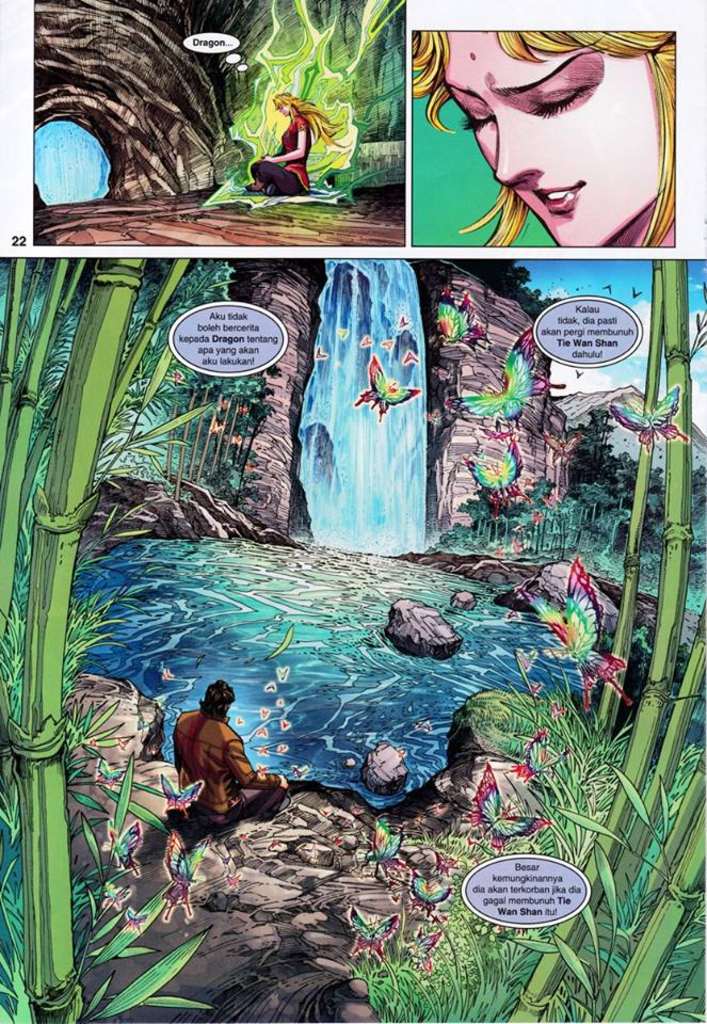 Dragon...
22
Aku tidak
boleh bercerita
kepada Dragon tentang
apa yang akan
aku lakukan!
Kalau
tidak, dia pasti
akan pergi membunuh
Tie Wan Shan
dahulu!
Besar
kemungkinannya
dia akan terkorban jika dia
gagal membunuh Tie
Wan Shan itu!